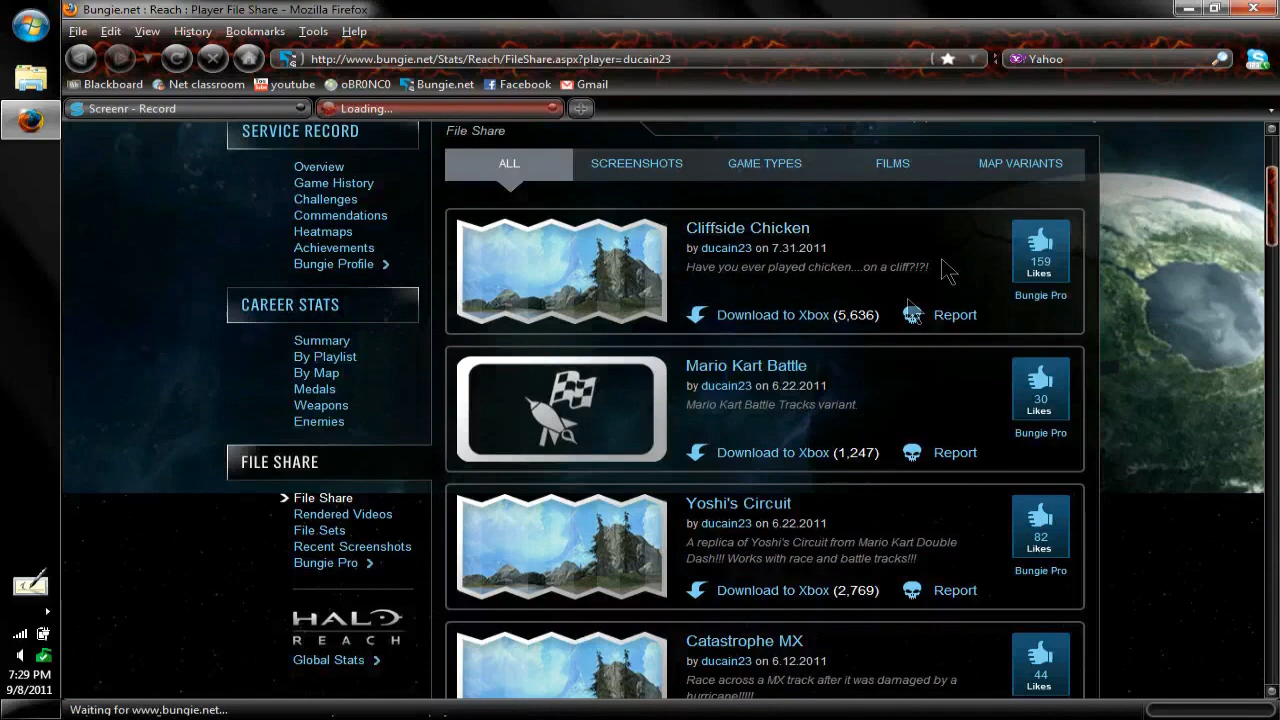 Bungie.net : Reach : Player File Share - Mozilla Firefox
File Edit View History Bookmarks Tools Help
http://www.bungie.net/Stats/Reach/FileShare.aspx?player=ducain23
Yahoo
Blackboard Net classroom youtube oBR0NC0 Bungie.net Facebook Gmail
Screenr - Record
Loading...
SERVICE RECORD
Overview
Game History
Challenges
Commendations
Heatmaps
Achievements
Bungie Profile
CAREER STATS
Summary
By Playlist
By Map
Medals
Weapons
Enemies
FILE SHARE
File Share
Rendered Videos
File Sets
Recent Screenshots
Bungie Pro
HALO
REACH
Global Stats
File Share
ALL SCREENSHOTS GAME TYPES FILMS MAP VARIANTS
Cliffside Chicken
by ducain23 on 7.31.2011
Have you ever played chicken....on a cliff?!?!
Download to Xbox (5,636) Report
159
Likes
Bungie Pro
Mario Kart Battle
by ducain23 on 6.22.2011
Mario Kart Battle Tracks variant.
Download to Xbox (1,247) Report
30
Likes
Bungie Pro
Yoshi's Circuit
by ducain23 on 6.22.2011
A replica of Yoshi's Circuit from Mario Kart Double
Dash!!! Works with race and battle tracks!!!
Download to Xbox (2,769) Report
82
Likes
Bungie Pro
Catastrophe MX
by ducain23 on 6.12.2011
Race across a MX track after it was damaged by a
hurricane!!!!!
44
Likes
7:29 PM
9/8/2011
Waiting for www.bungie.net...